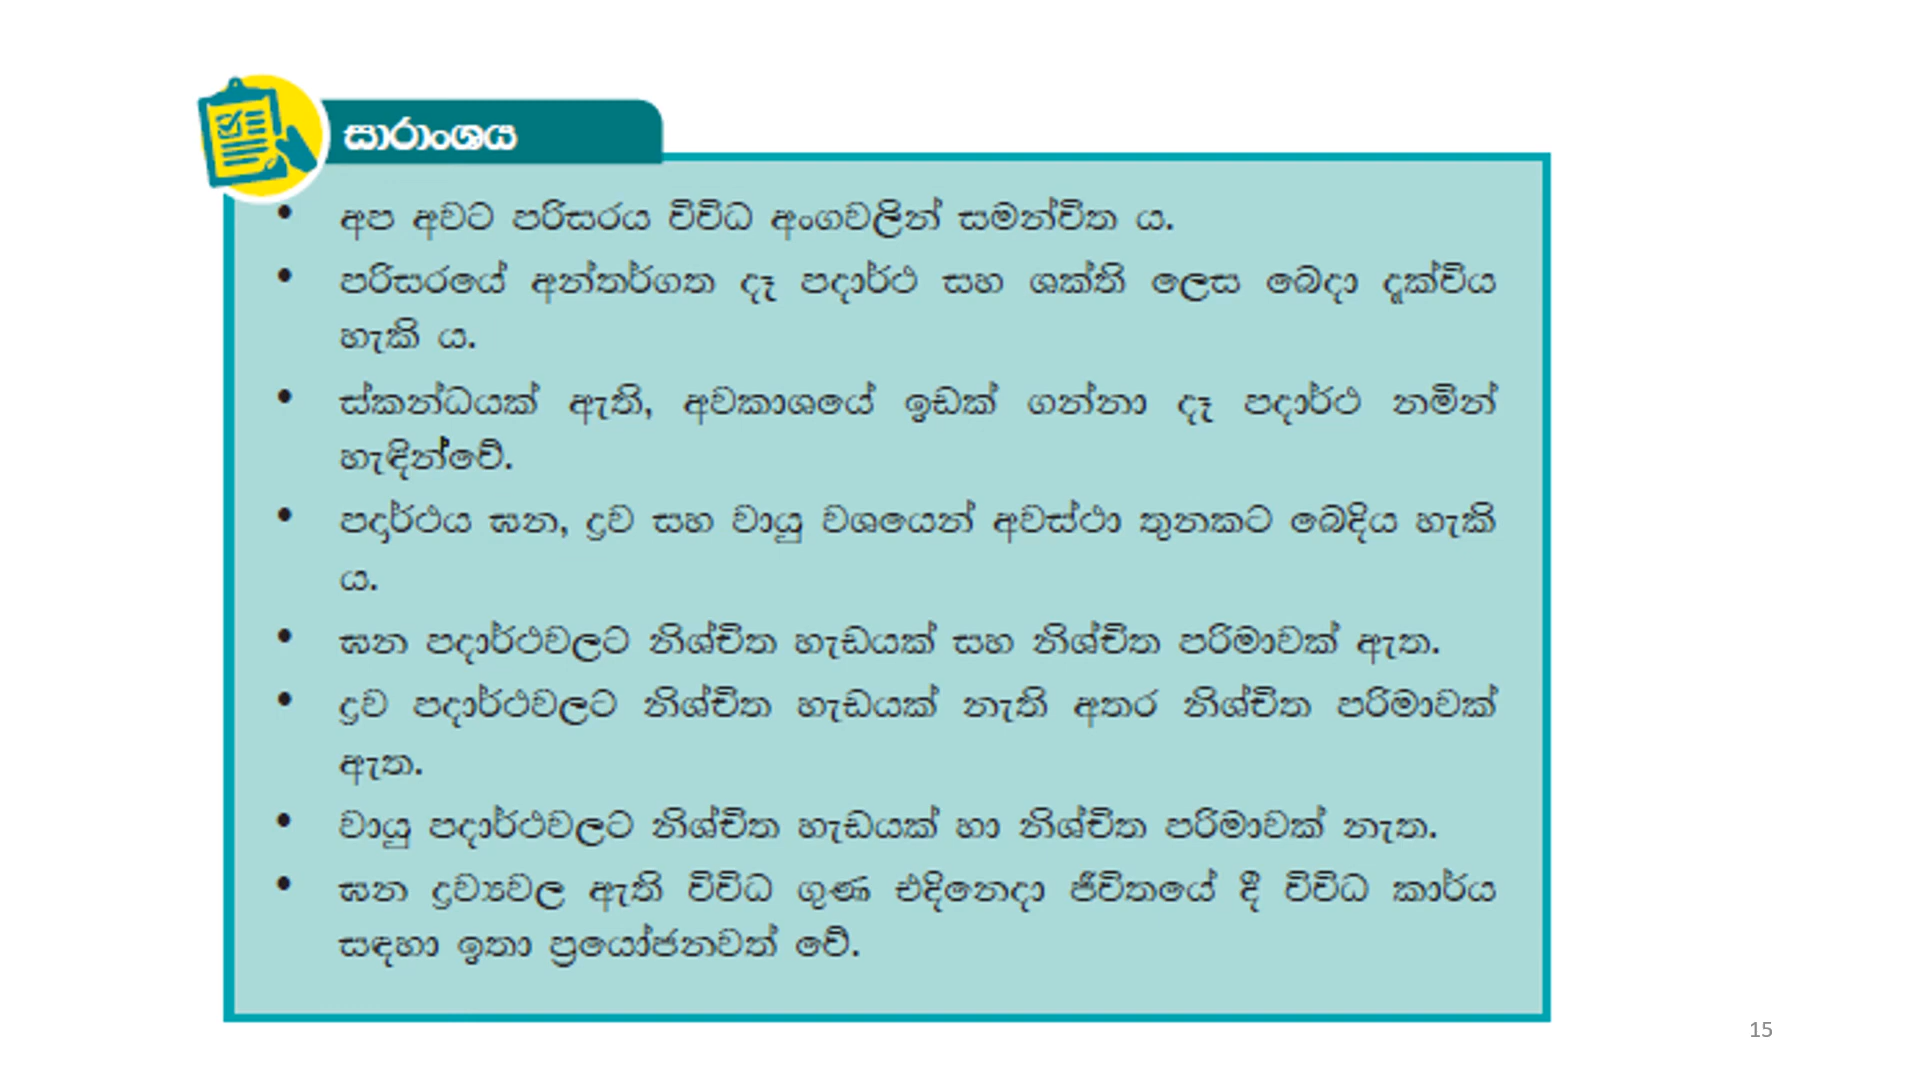 සාරාංශය
• අප අවට පරිසරය විවිධ අංගවලින් සමන්විත ය.
• පරිසරයේ අන්තර්ගත දෑ පදාර්ථ සහ ශක්ති ලෙස බෙදා දැක්විය
හැකි ය.
• ස්කන්ධයක් ඇති, අවකාශයේ ඉඩක් ගන්නා දෑ පදාර්ථ නමින්
හැඳින්වේ.
• පදාර්ථය ඝන, ද්‍රව සහ වායු වශයෙන් අවස්ථා තුනකට බෙදිය හැකි
ය.
• ඝන පදාර්ථවලට නිශ්චිත හැඩයක් සහ නිශ්චිත පරිමාවක් ඇත.
• ද්‍රව පදාර්ථවලට නිශ්චිත හැඩයක් නැති අතර නිශ්චිත පරිමාවක්
ඇත.
• වායු පදාර්ථවලට නිශ්චිත හැඩයක් හා නිශ්චිත පරිමාවක් නැත.
• ඝන ද්‍රව්‍යවල ඇති විවිධ ගුණ එදිනෙදා ජීවිතයේ දී විවිධ කාර්ය
සඳහා ඉතා ප්‍රයෝජනවත් වේ.
15